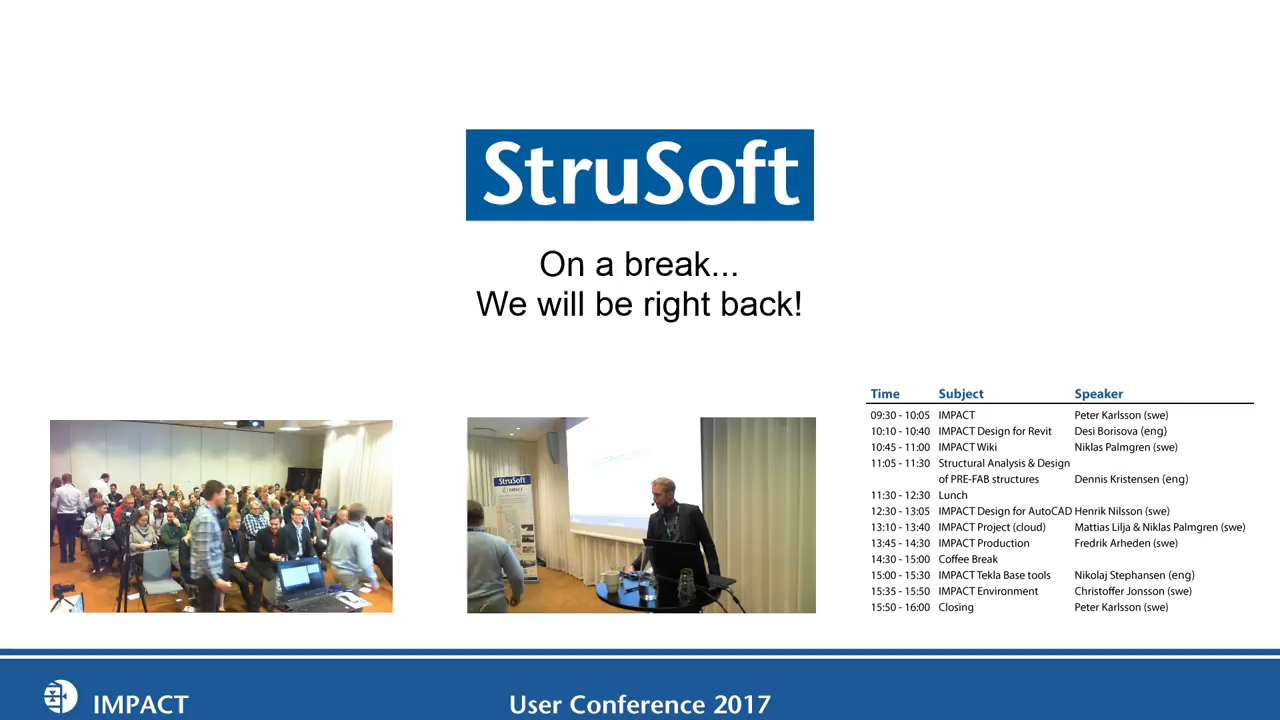 StruSoft
On a break...
We will be right back!
Time Subject Speaker
09:30 - 10:05 IMPACT Peter Karlsson (swe)
10:10 - 10:40 IMPACT Design for Revit Desi Borisova (eng)
10:45 - 11:00 IMPACT Wiki Niklas Palmgren (swe)
11:05 - 11:30 Structural Analysis & Design
of PRE-FAB structures Dennis Kristensen (eng)
11:30 - 12:30 Lunch
12:30 - 13:05 IMPACT Design for AutoCAD Henrik Nilsson (swe)
13:10 - 13:40 IMPACT Project (cloud) Mattias Lilja & Niklas Palmgren (swe)
13:45 - 14:30 IMPACT Production Fredrik Arheden (swe)
14:30 - 15:00 Coffee Break
15:00 - 15:30 IMPACT Tekla Base tools Nikolaj Stephansen (eng)
15:35 - 15:50 IMPACT Environment Christoffer Jonsson (swe)
15:50 - 16:00 Closing Peter Karlsson (swe)
StruSoft
IMPACT
IMPACT User Conference 2017